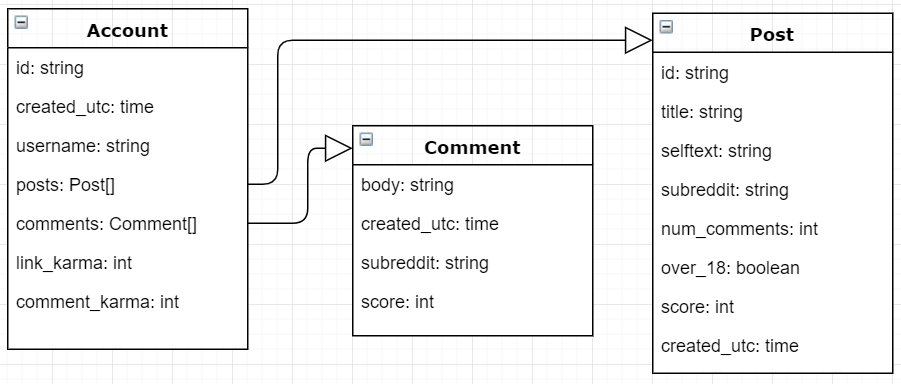 Account
id: string
created_utc: time
username: string
posts: Post[]
comments: Comment[]
link_karma: int
comment_karma: int
Comment
body: string
created_utc: time
subreddit: string
score: int
Post
id: string
title: string
selftext: string
subreddit: string
num_comments: int
over_18: boolean
score: int
created_utc: time